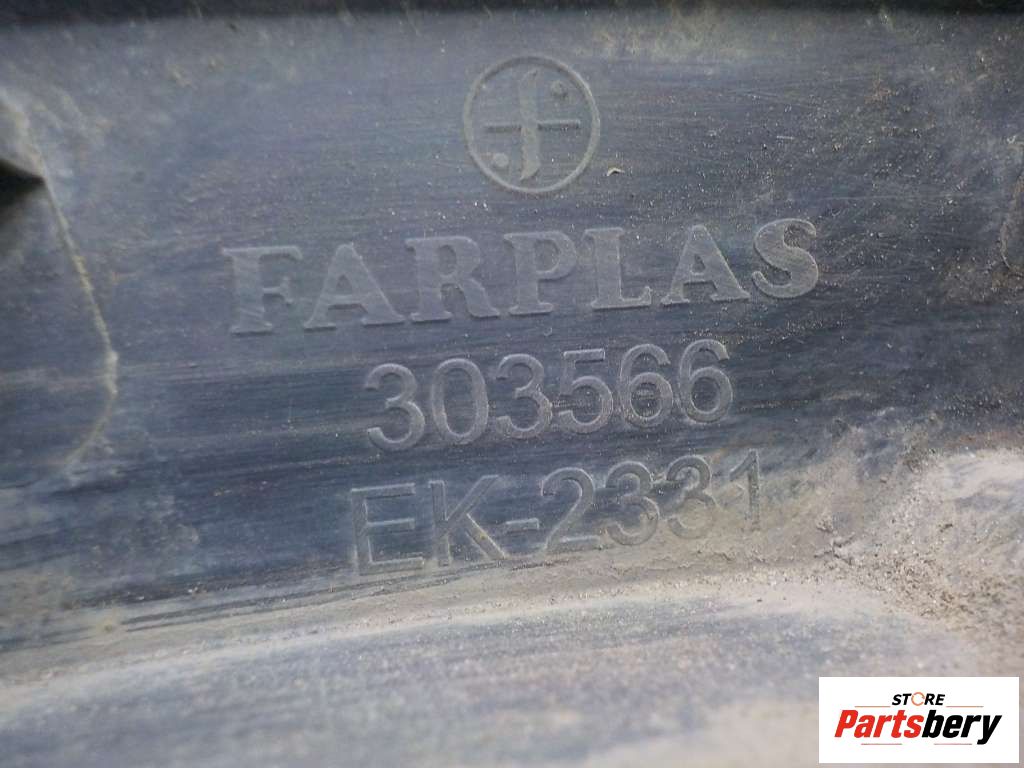 FARPLAS
303566
EK-2331
STORE
Partsbery